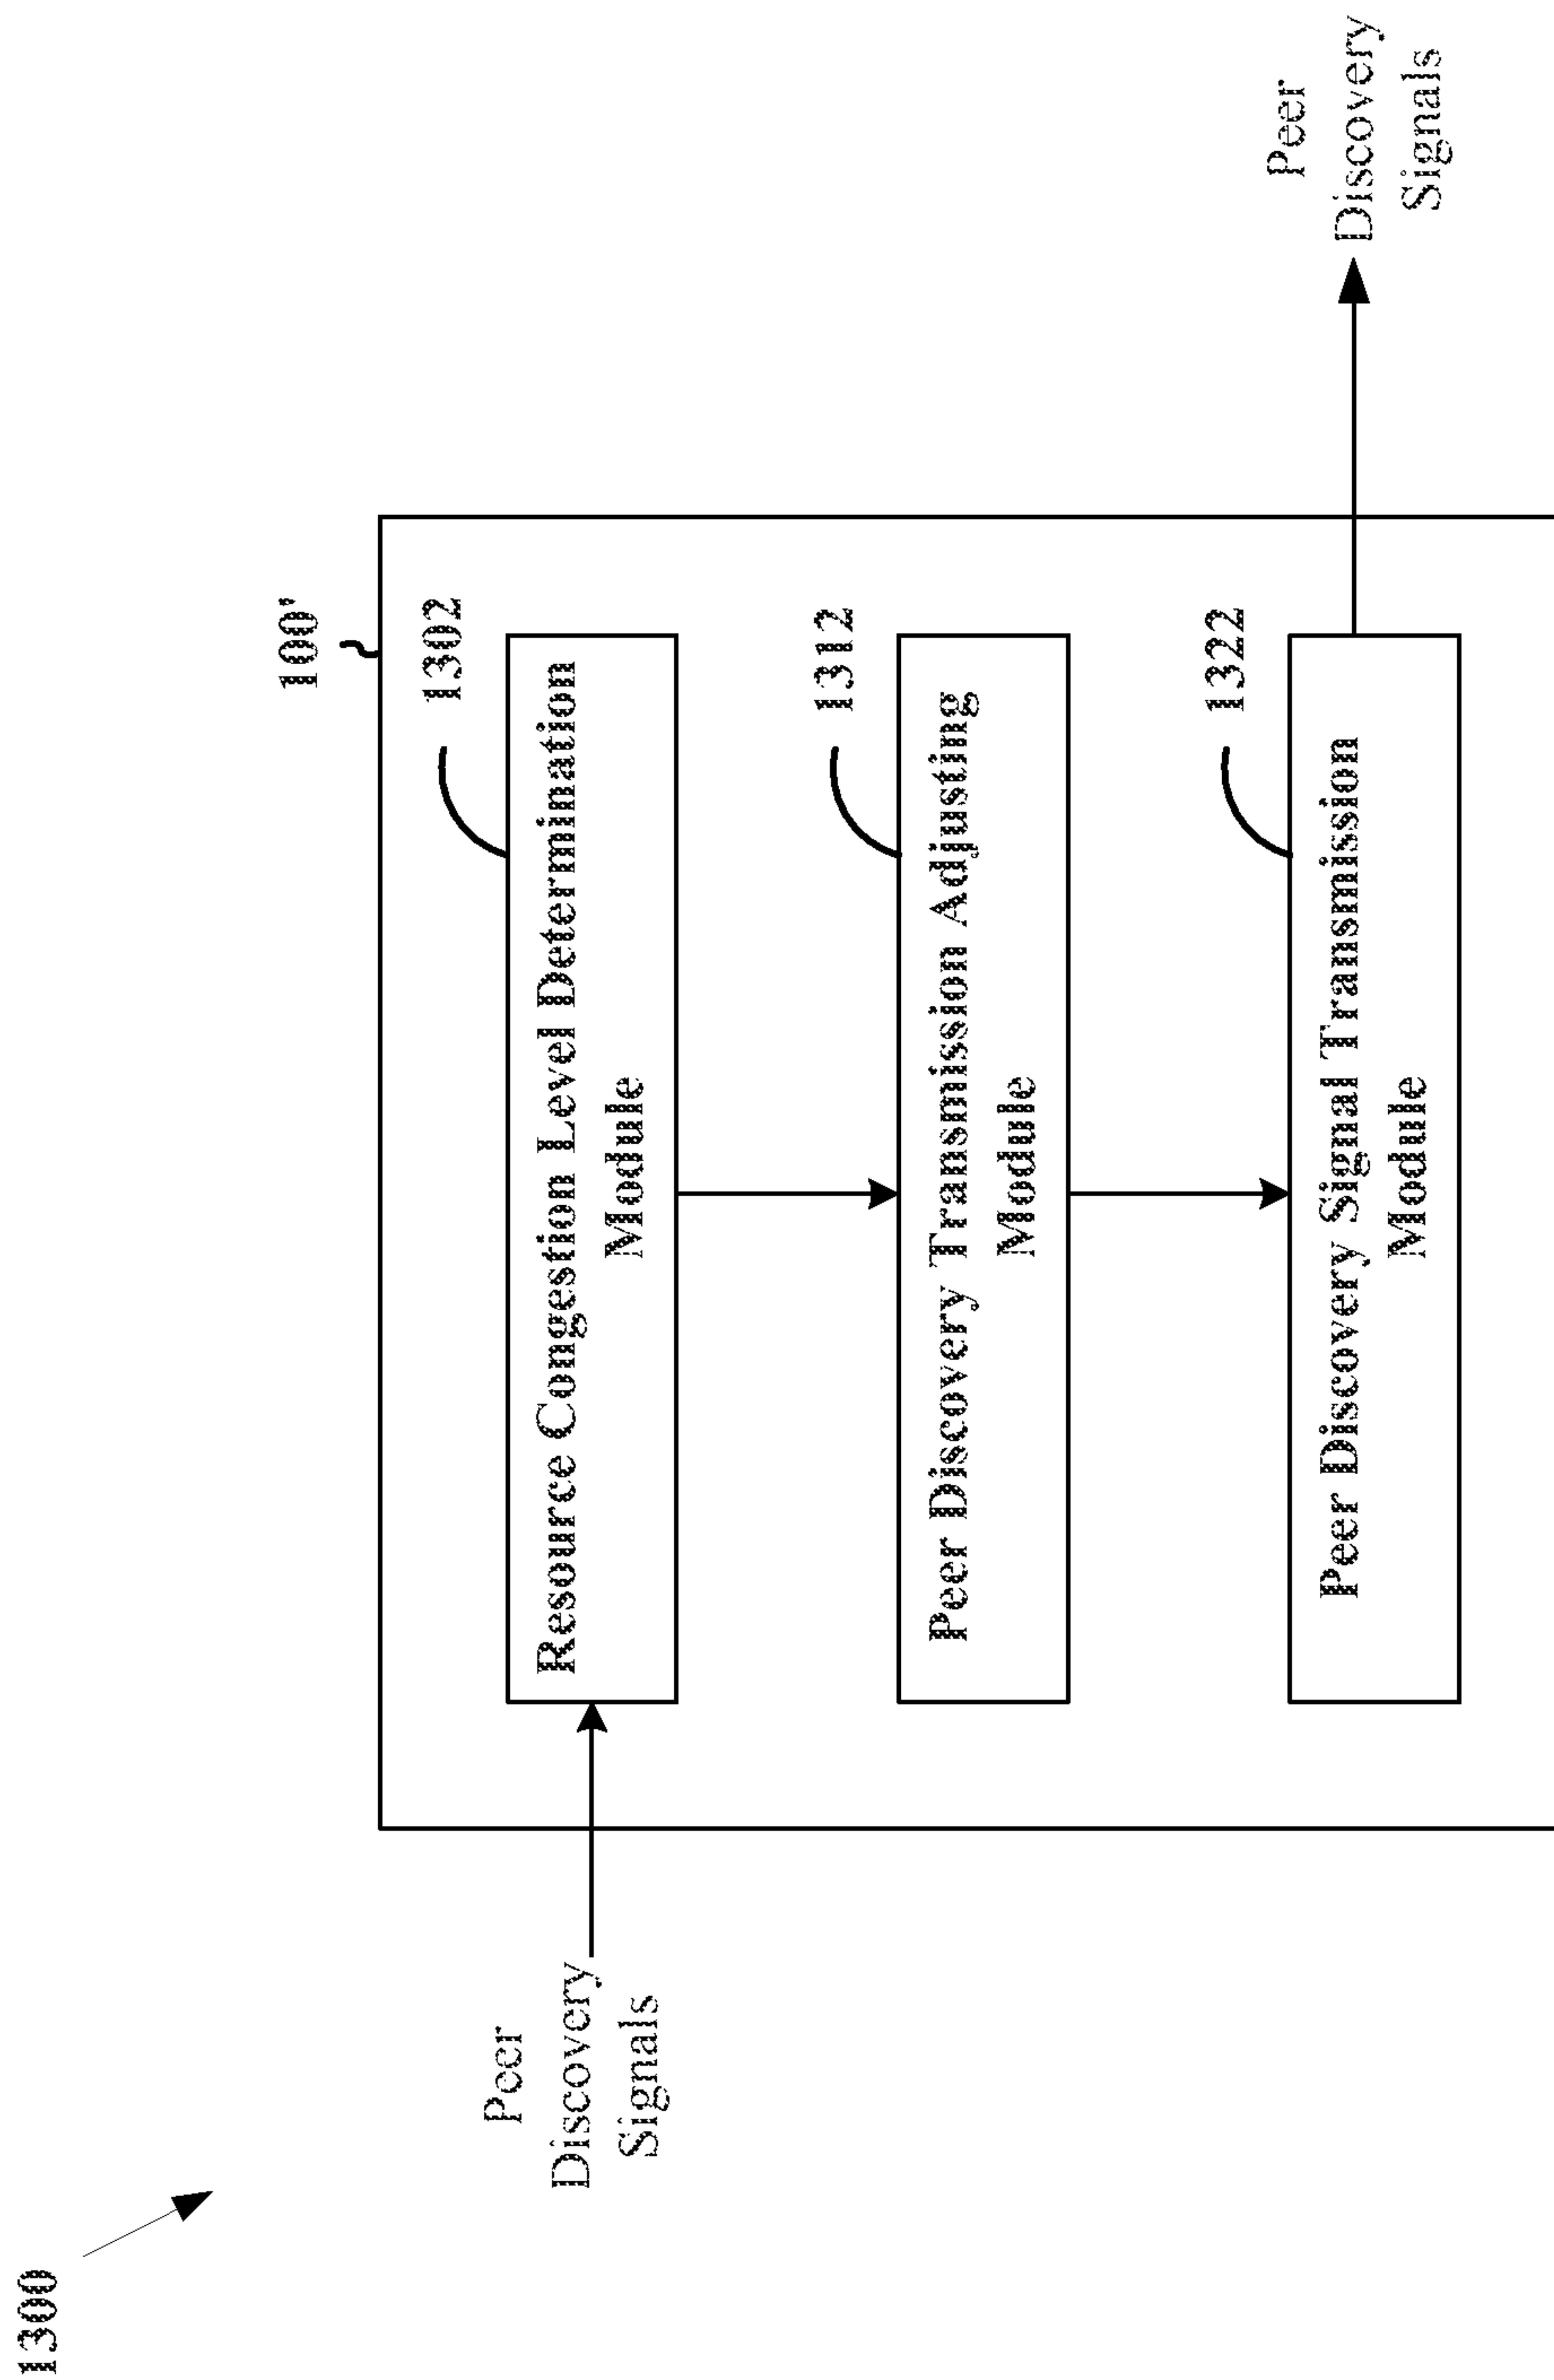 1300
100'
1302
Resource Congestion Level Determination
Module
Peer
Discovery
Signals
1312
Peer Discovery Transmission Adjusting
Module
1322
Peer Discovery Signal Transmission
Module
Peer
Discovery
Signals